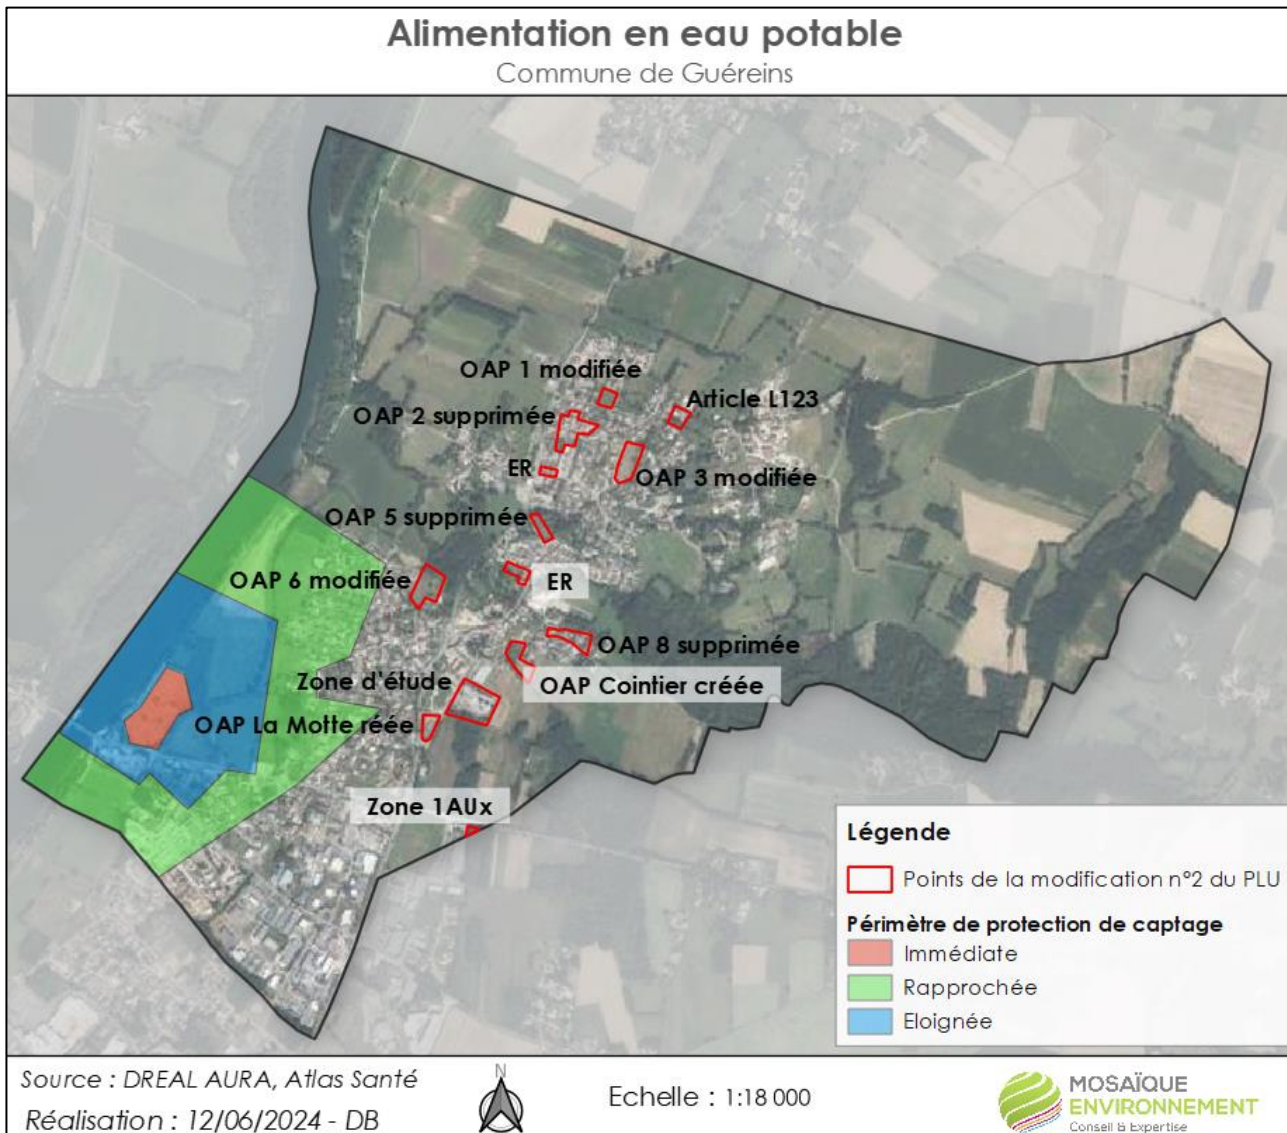 Alimentation en eau potable
Commune de Guéreins
OAP 1 modifiée
Article L123
OAP 2 supprimée
ER
OAP 3 modifiée
OAP 5 supprimée
OAP 6 modifiée
ER
OAP 8 supprimée
Zone d'étude
OAP Cointier créée
OAP La Motte réée
Zone 1AUx
Légende
Points de la modification n°2 du PLU
Périmètre de protection de captage
Immédiate
Rapprochée
Eloignée
Source : DREAL AURA, Atlas Santé
Réalisation : 12/06/2024 - DB
N
Echelle : 1:18 000
MOSAÏQUE
ENVIRONNEMENT
Conseil & Expertise